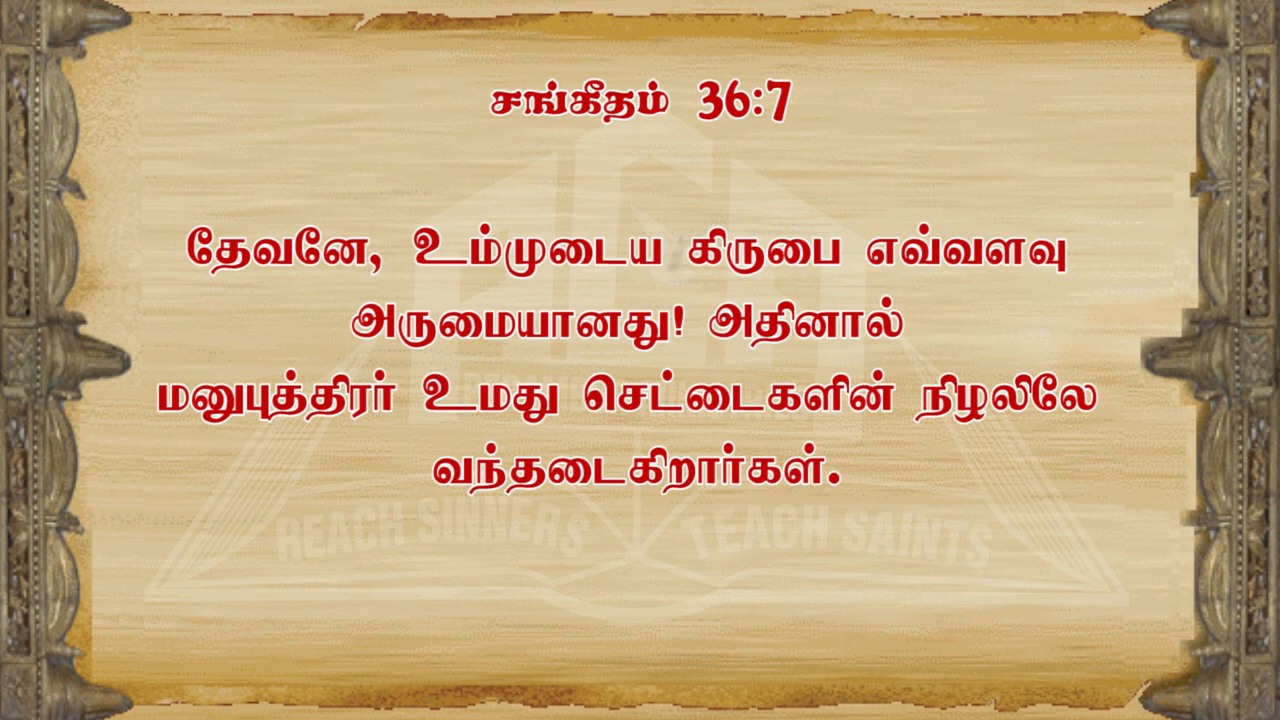 சங்கீதம் 36:7
தேவனே, உம்முடைய கிருபை எவ்வளவு
அருமையானது! அதினால்
மனுபுத்திரர் உமது செட்டைகளின் நிழலிலே
வந்தடைகிறார்கள்.
REACH SINNERS TEACH SAINTS